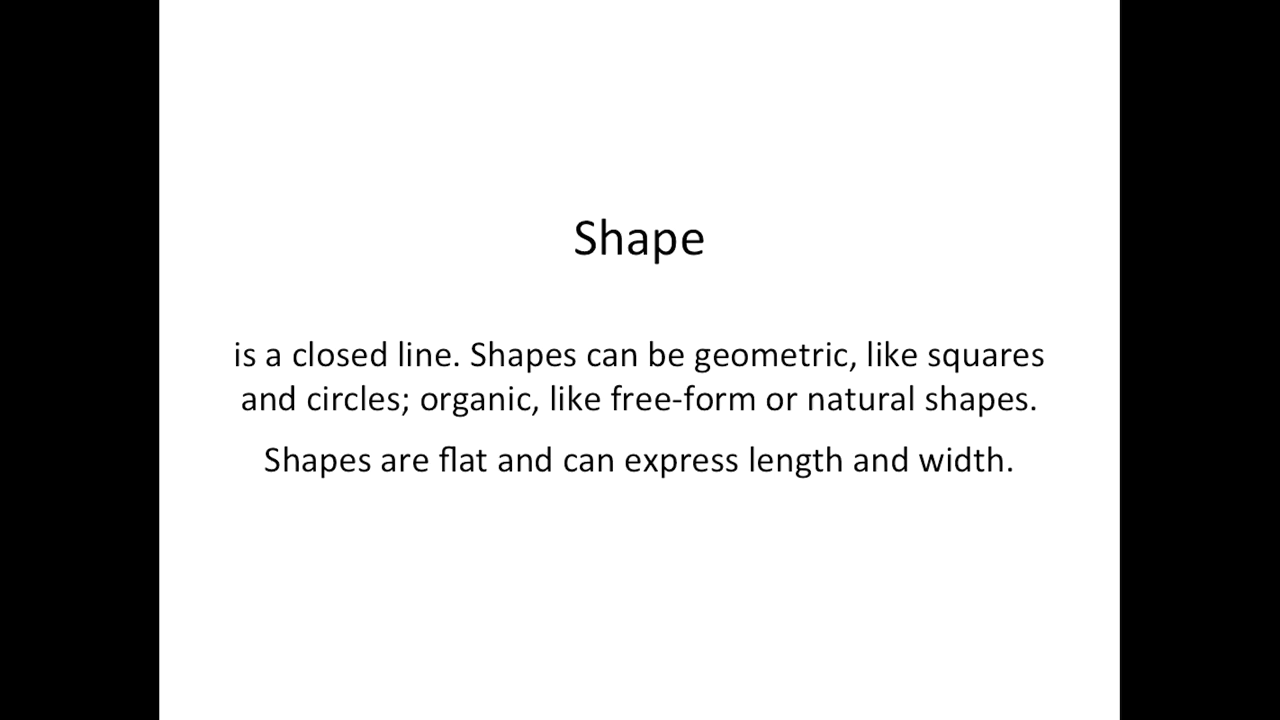 Shape
is a closed line. Shapes can be geometric, like squares
and circles; organic, like free-form or natural shapes.
Shapes are flat and can express length and width.